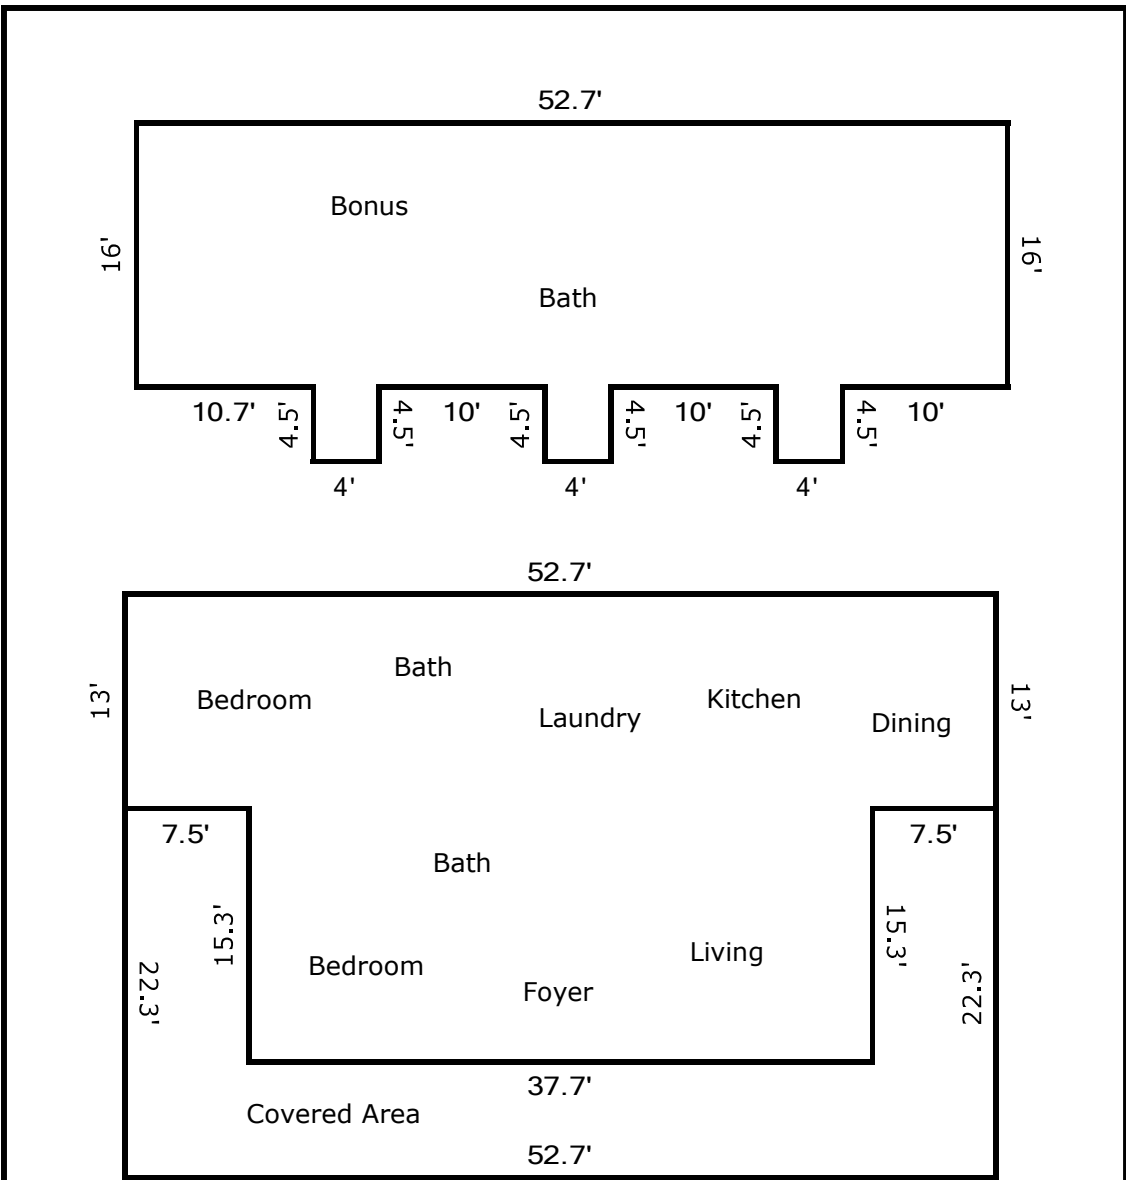 52.7'
Bonus
16'
16'
Bath
10.7'
4.5'
4.5'
10'
4.5'
4.5'
10'
4.5'
4.5'
10'
4'
4'
4'
52.7'
Bath
Bedroom
Kitchen
13'
13'
Laundry
Dining
7.5'
7.5'
Bath
15.3'
15.3'
Living
Bedroom
22.3'
22.3'
Foyer
37.7'
Covered Area
52.7'